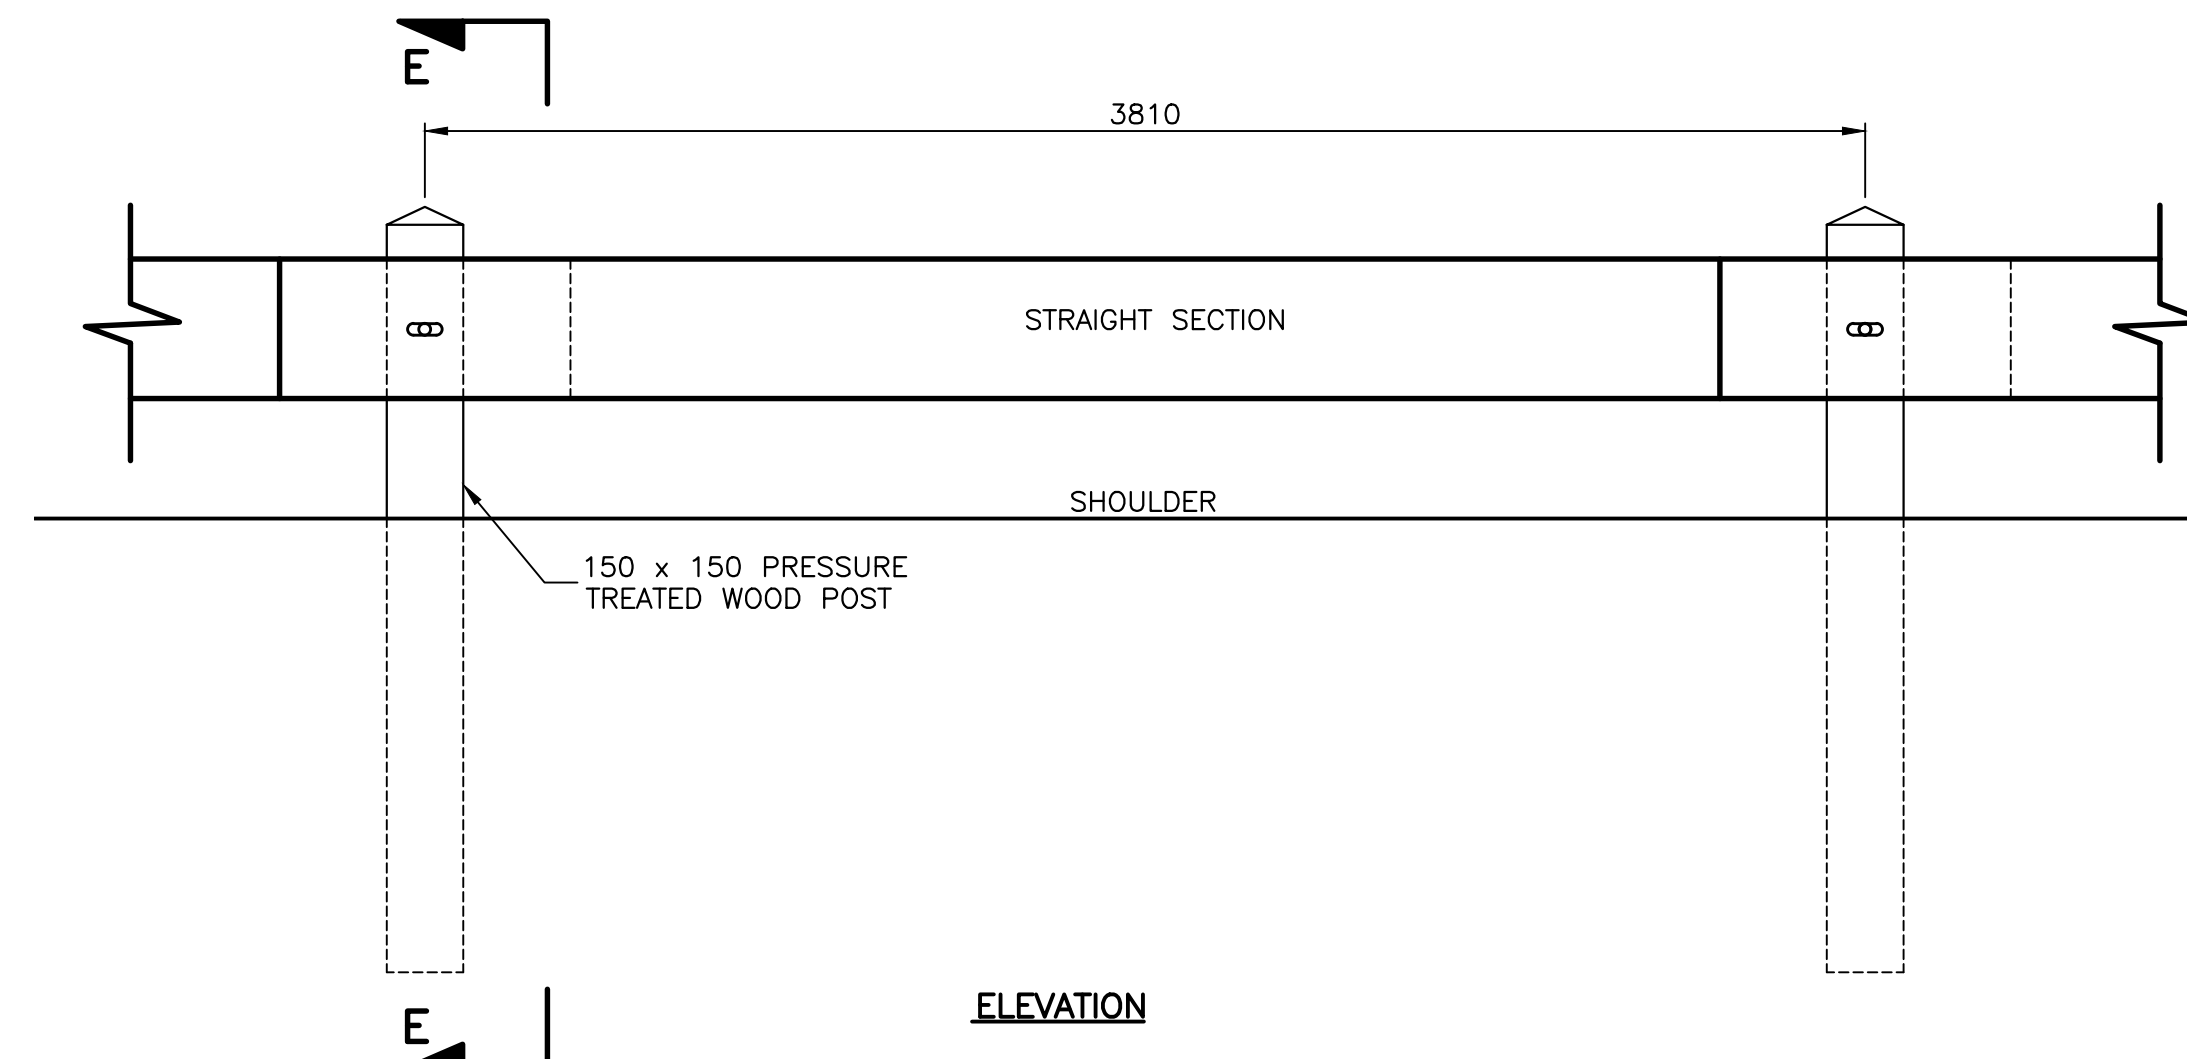 E
3810
STRAIGHT SECTION
SHOULDER
150 x 150 PRESSURE
TREATED WOOD POST
ELEVATION
E